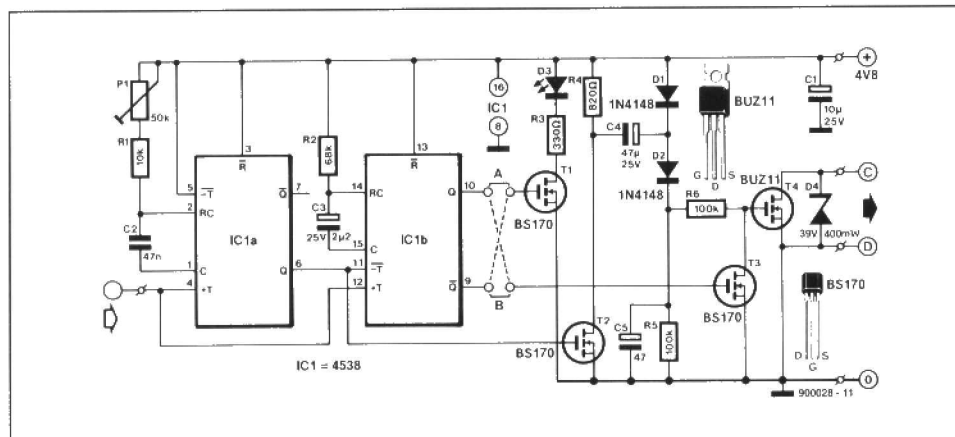 P1
50k
R1
10k
C2
47n
5
2
1
4
3
R̅
-T̅
RC
C
+T
IC1a
Q̅
7
Q
6
IC1 = 4538
R2
68k
C3
25V
2µ2
14
15
11
12
13
R̅
RC
C
-T̅
+T
IC1b
Q
10
Q̅
9
A
B
16
IC1
8
D3
R3
330Ω
T1
BS170
R4
820Ω
T2
BS170
C4
47µ
25V
D1
1N4148
D2
1N4148
C5
47
R5
100k
R6
100k
BUZ11
G D S
BUZ11
T4
T3
BS170
C1
10µ
25V
+
4V8
C
D4
39V 400mW
D
BS170
D G S
0
900028 - 11